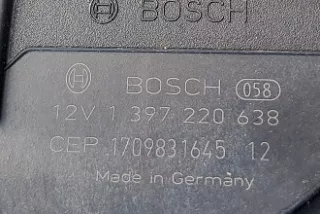 BOSCH
BOSCH 058
12V 1 397 220 638
CEP 1709831645 12
Made in Germany